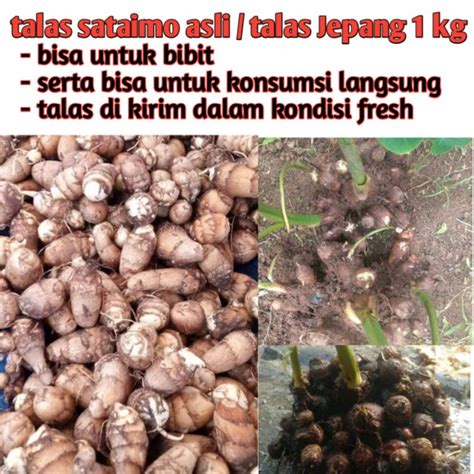 talas sataimo asli / talas Jepang 1 kg
- bisa untuk bibit
- serta bisa untuk konsumsi langsung
- talas di kirim dalam kondisi fresh